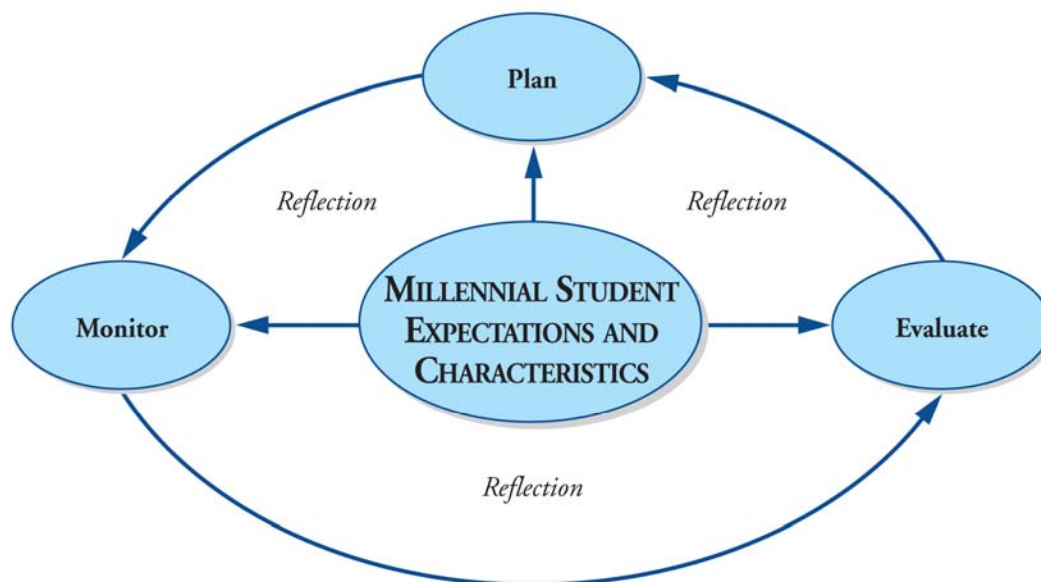 Plan
Reflection
Reflection
MILLENNIAL STUDENT
EXPECTATIONS AND
CHARACTERISTICS
Monitor
Evaluate
Reflection